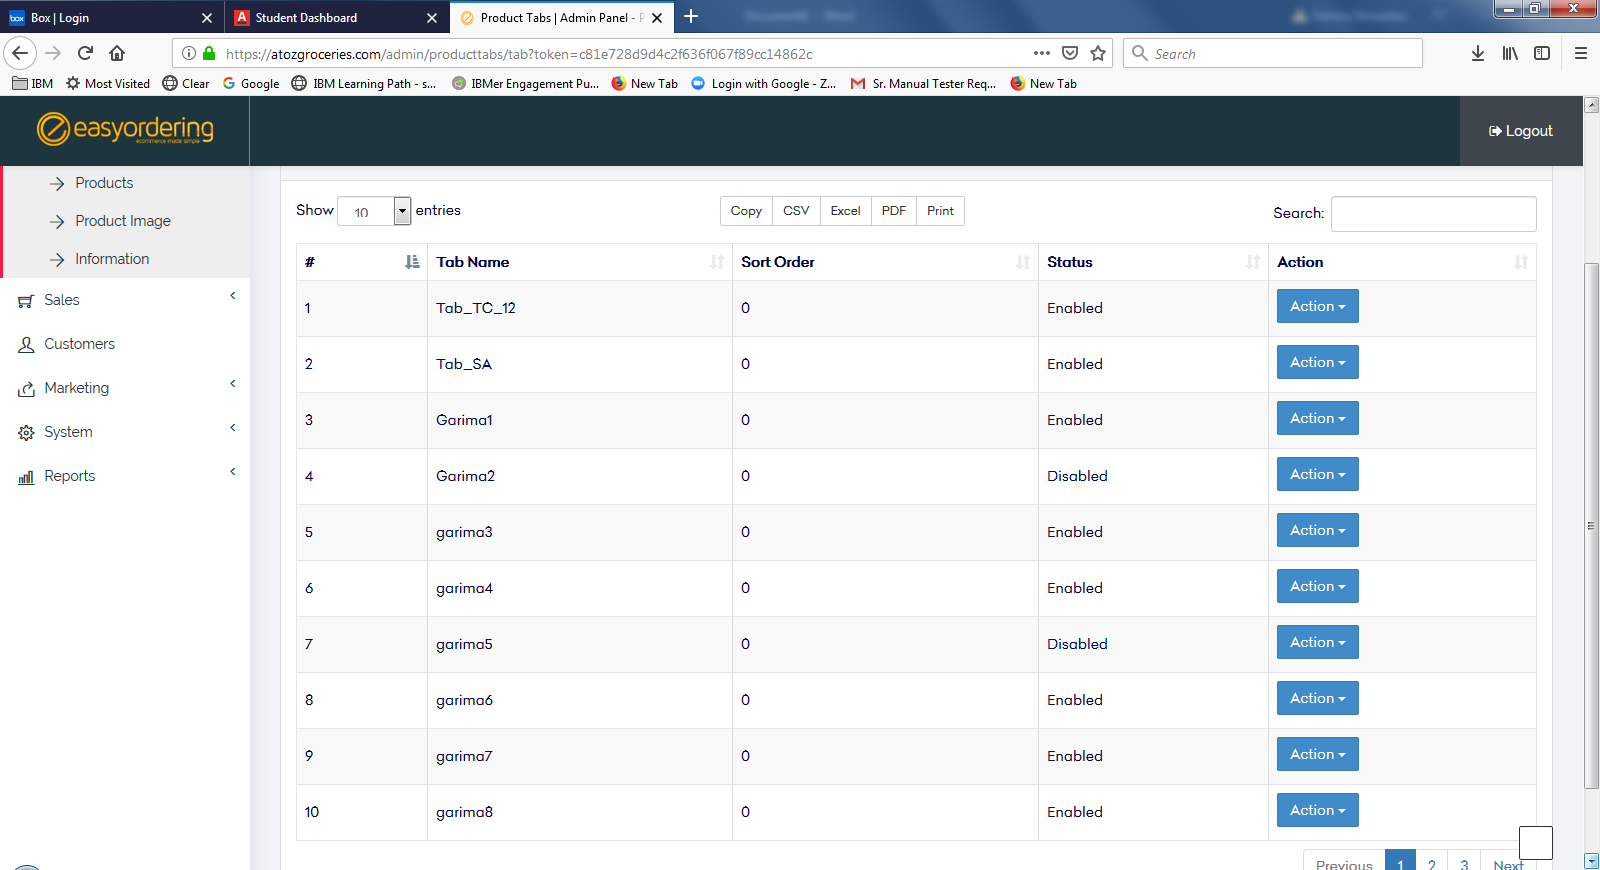 Box | Login
Student Dashboard
Product Tabs | Admin Panel - P
https://atozgroceries.com/admin/producttabs/tab?token=c81e728d9d4c2f636f067f89cc14862c
Search
IBM
Most Visited
Clear
Google
IBM Learning Path - s...
IBMer Engagement Pu...
New Tab
Login with Google - Z...
Sr. Manual Tester Req...
New Tab
easyordering
ecommerce made simple
Logout
Products
Product Image
Information
Sales
Customers
Marketing
System
Reports
Show 10 entries
Copy CSV Excel PDF Print
Search:
# Tab Name Sort Order Status Action
1 Tab_TC_12 0 Enabled Action
2 Tab_SA 0 Enabled Action
3 Garima1 0 Enabled Action
4 Garima2 0 Disabled Action
5 garima3 0 Enabled Action
6 garima4 0 Enabled Action
7 garima5 0 Disabled Action
8 garima6 0 Enabled Action
9 garima7 0 Enabled Action
10 garima8 0 Enabled Action
Previous 1 2 3 Next